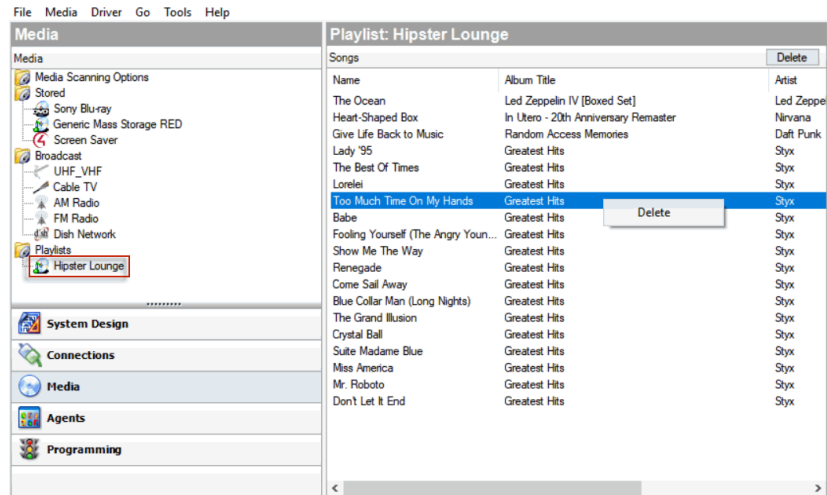 File Media Driver Go Tools Help
Media
Media
Media Scanning Options
Stored
Sony Blu-ray
Generic Mass Storage RED
Screen Saver
Broadcast
UHF_VHF
Cable TV
AM Radio
FM Radio
Dish Network
Playlists
Hipster Lounge
System Design
Connections
Media
Agents
Programming
Playlist: Hipster Lounge
Songs Delete
Name Album Title Artist
The Ocean Led Zeppelin IV [Boxed Set] Led Zeppe
Heart-Shaped Box In Utero - 20th Anniversary Remaster Nirvana
Give Life Back to Music Random Access Memories Daft Punk
Lady '95 Greatest Hits Styx
The Best Of Times Greatest Hits Styx
Lorelei Greatest Hits Styx
Too Much Time On My Hands Greatest Hits Styx
Delete
Babe Greatest Hits Styx
Fooling Yourself (The Angry Youn... Greatest Hits Styx
Show Me The Way Greatest Hits Styx
Renegade Greatest Hits Styx
Come Sail Away Greatest Hits Styx
Blue Collar Man (Long Nights) Greatest Hits Styx
The Grand Illusion Greatest Hits Styx
Crystal Ball Greatest Hits Styx
Suite Madame Blue Greatest Hits Styx
Miss America Greatest Hits Styx
Mr. Roboto Greatest Hits Styx
Don't Let It End Greatest Hits Styx